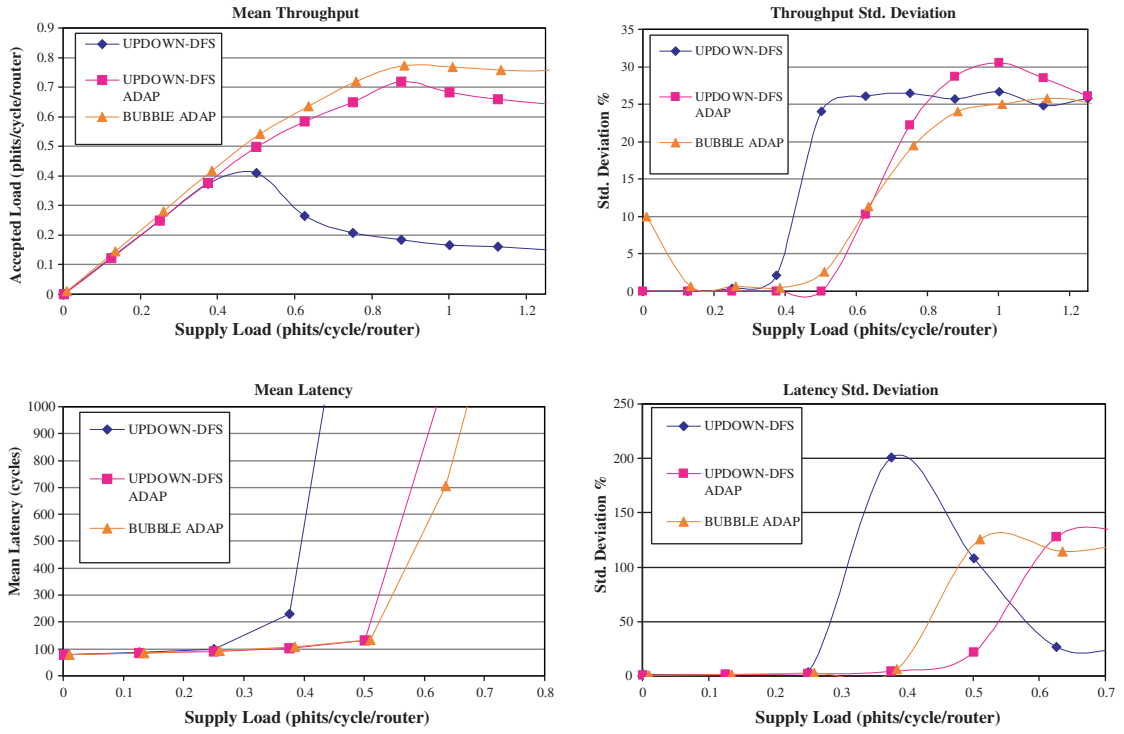 Mean Throughput
Accepted Load (phits/cycle/router)
0.9
0.8
0.7
0.6
0.5
0.4
0.3
0.2
0.1
0
UPDOWN-DFS
UPDOWN-DFS
ADAP
BUBBLE ADAP
0 0.2 0.4 0.6 0.8 1.0 1.2
Supply Load (phits/cycle/router)
Throughput Std. Deviation
Std. Deviation %
35
30
25
20
15
10
5
0
UPDOWN-DFS
UPDOWN-DFS
ADAP
BUBBLE ADAP
0 0.2 0.4 0.6 0.8 1 1.2
Supply Load (phits/cycle/router)
Mean Latency
Mean Latency (cycles)
1000
900
800
700
600
500
400
300
200
100
0
UPDOWN-DFS
UPDOWN-DFS
ADAP
BUBBLE ADAP
0 0.1 0.2 0.3 0.4 0.5 0.6 0.7 0.8
Supply Load (phits/cycle/router)
Latency Std. Deviation
Std. Deviation %
250
200
150
100
50
0
UPDOWN-DFS
UPDOWN-DFS
ADAP
BUBBLE ADAP
0 0.1 0.2 0.3 0.4 0.5 0.6 0.7
Supply Load (phits/cycle/router)